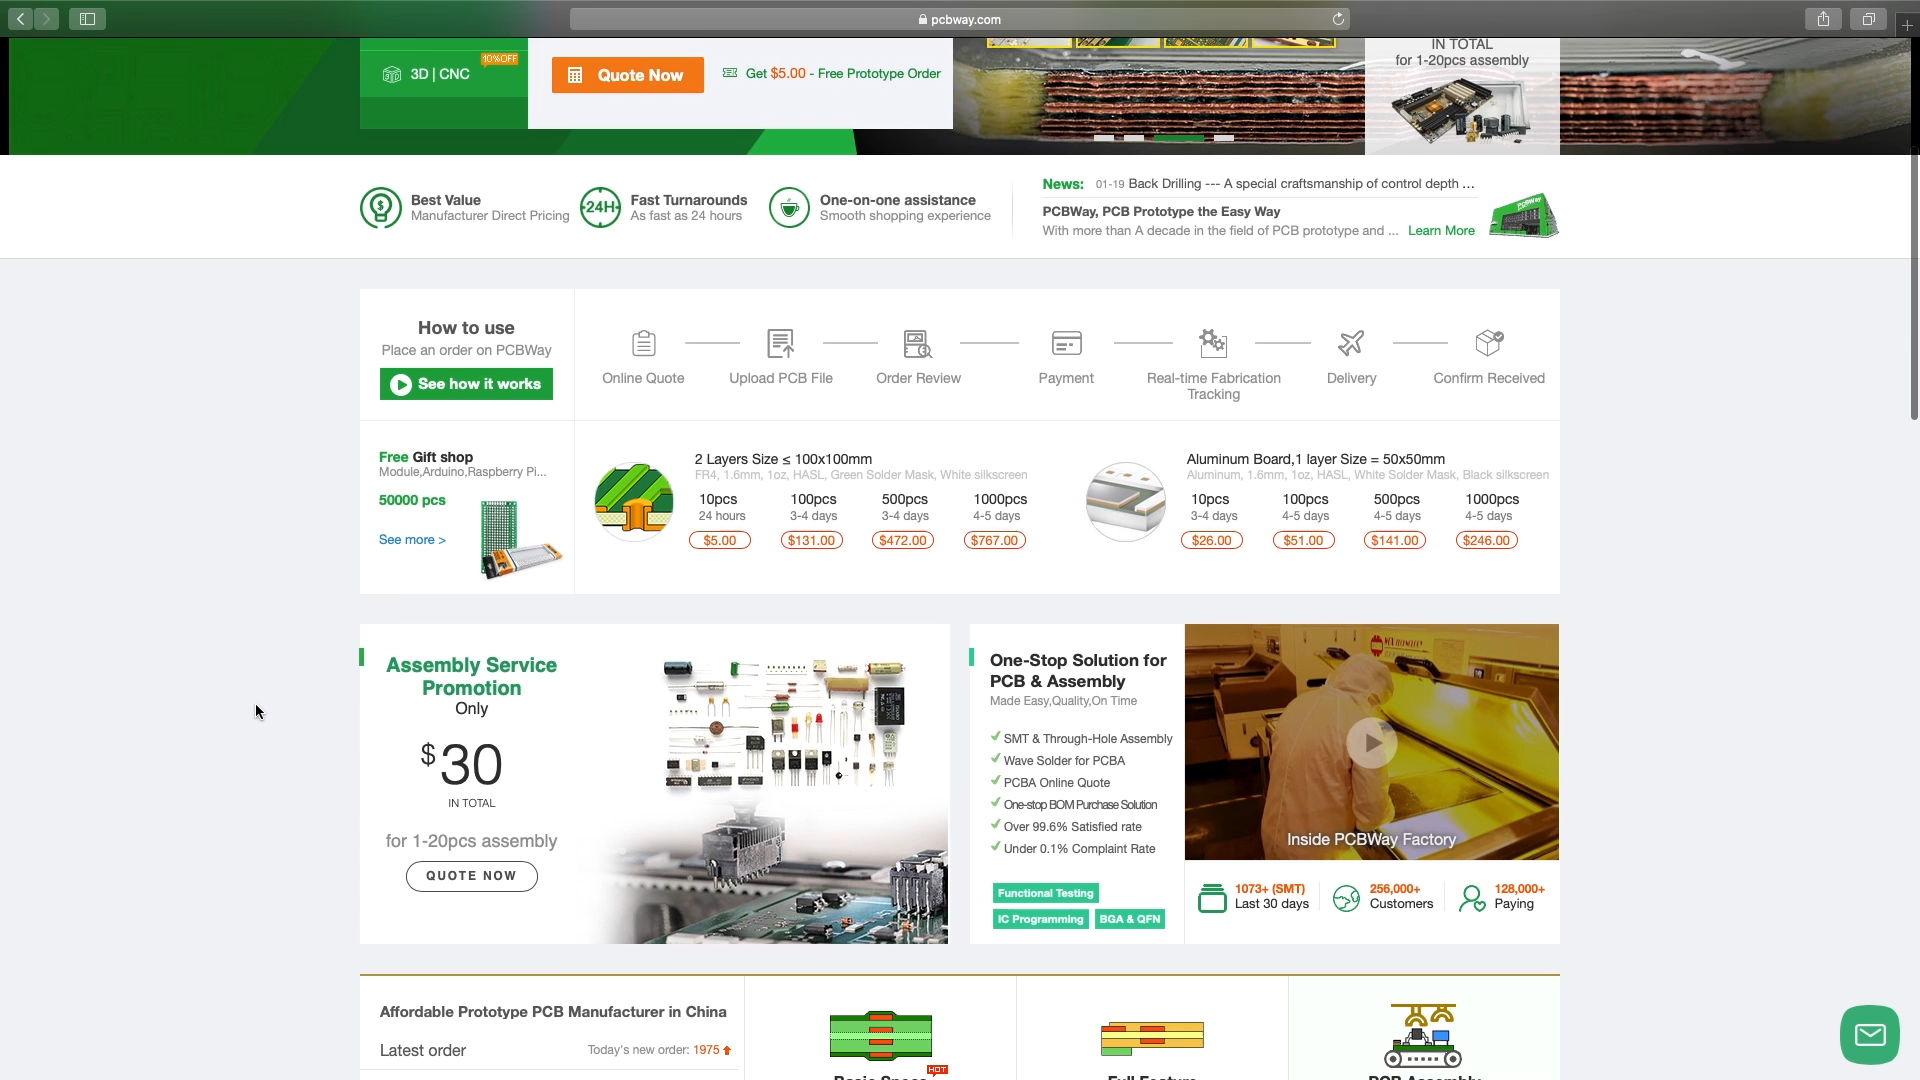 pcbway.com
IN TOTAL
for 1-20pcs assembly
3D | CNC
10%OFF
Quote Now
Get $5.00 - Free Prototype Order
Best Value
Manufacturer Direct Pricing
24H
Fast Turnarounds
As fast as 24 hours
One-on-one assistance
Smooth shopping experience
News: 01-19 Back Drilling --- A special craftsmanship of control depth ...
PCBWay, PCB Prototype the Easy Way
With more than A decade in the field of PCB prototype and ... Learn More
How to use
Place an order on PCBWay
See how it works
Online Quote
Upload PCB File
Order Review
Payment
Real-time Fabrication
Tracking
Delivery
Confirm Received
Free Gift shop
Module,Arduino,Raspberry Pi...
50000 pcs
See more >
2 Layers Size ≤ 100x100mm
FR4, 1.6mm, 1oz, HASL, Green Solder Mask, White silkscreen
10pcs 100pcs 500pcs 1000pcs
24 hours 3-4 days 3-4 days 4-5 days
$5.00 $131.00 $472.00 $767.00
Aluminum Board,1 layer Size = 50x50mm
Aluminum, 1.6mm, 1oz, HASL, White Solder Mask, Black silkscreen
10pcs 100pcs 500pcs 1000pcs
3-4 days 4-5 days 4-5 days 4-5 days
$26.00 $51.00 $141.00 $246.00
Assembly Service
Promotion
Only
$30
IN TOTAL
for 1-20pcs assembly
QUOTE NOW
One-Stop Solution for
PCB & Assembly
Made Easy,Quality,On Time
SMT & Through-Hole Assembly
Wave Solder for PCBA
PCBA Online Quote
One-stop BOM Purchase Solution
Over 99.6% Satisfied rate
Under 0.1% Complaint Rate
Functional Testing
IC Programming BGA & QFN
Inside PCBWay Factory
1073+ (SMT)
Last 30 days
256,000+
Customers
128,000+
Paying
Affordable Prototype PCB Manufacturer in China
Latest order
Today's new order: 1975
HOT
Basic Specs
Full Feature
PCB Assembly